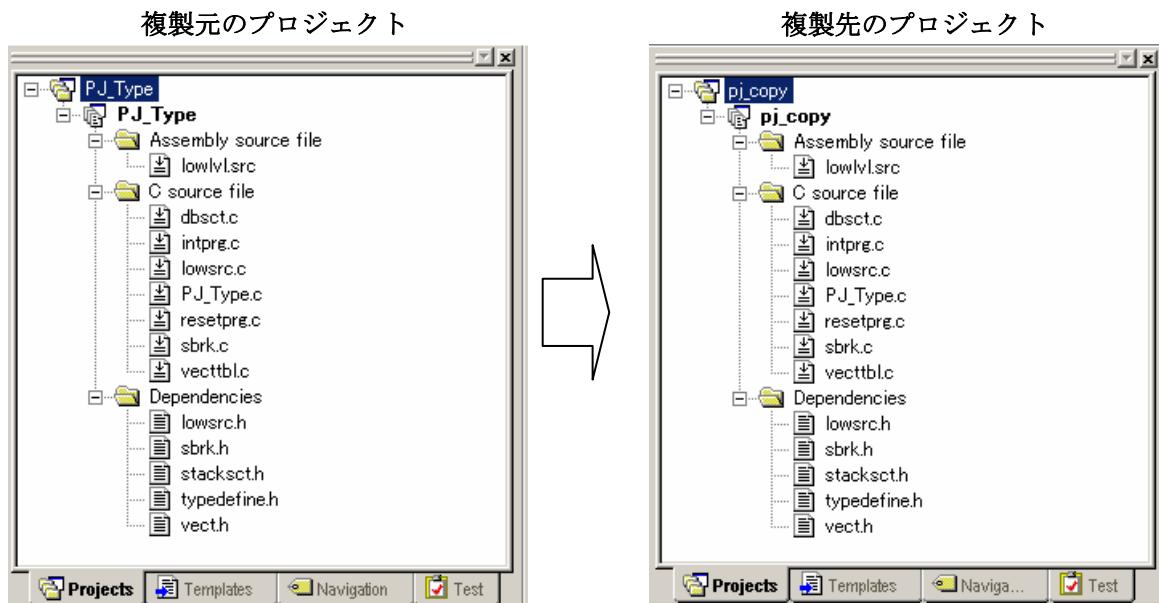 複製元のプロジェクト
PJ_Type
PJ_Type
Assembly source file
lowlvl.src
C source file
dbsct.c
intprg.c
lowsrc.c
PJ_Type.c
resetprg.c
sbrk.c
vecttbl.c
Dependencies
lowsrc.h
sbrk.h
stacksct.h
typedefine.h
vect.h
Projects Templates Navigation Test
複製先のプロジェクト
pj_copy
pj_copy
Assembly source file
lowlvl.src
C source file
dbsct.c
intprg.c
lowsrc.c
PJ_Type.c
resetprg.c
sbrk.c
vecttbl.c
Dependencies
lowsrc.h
sbrk.h
stacksct.h
typedefine.h
vect.h
Projects Templates Naviga... Test